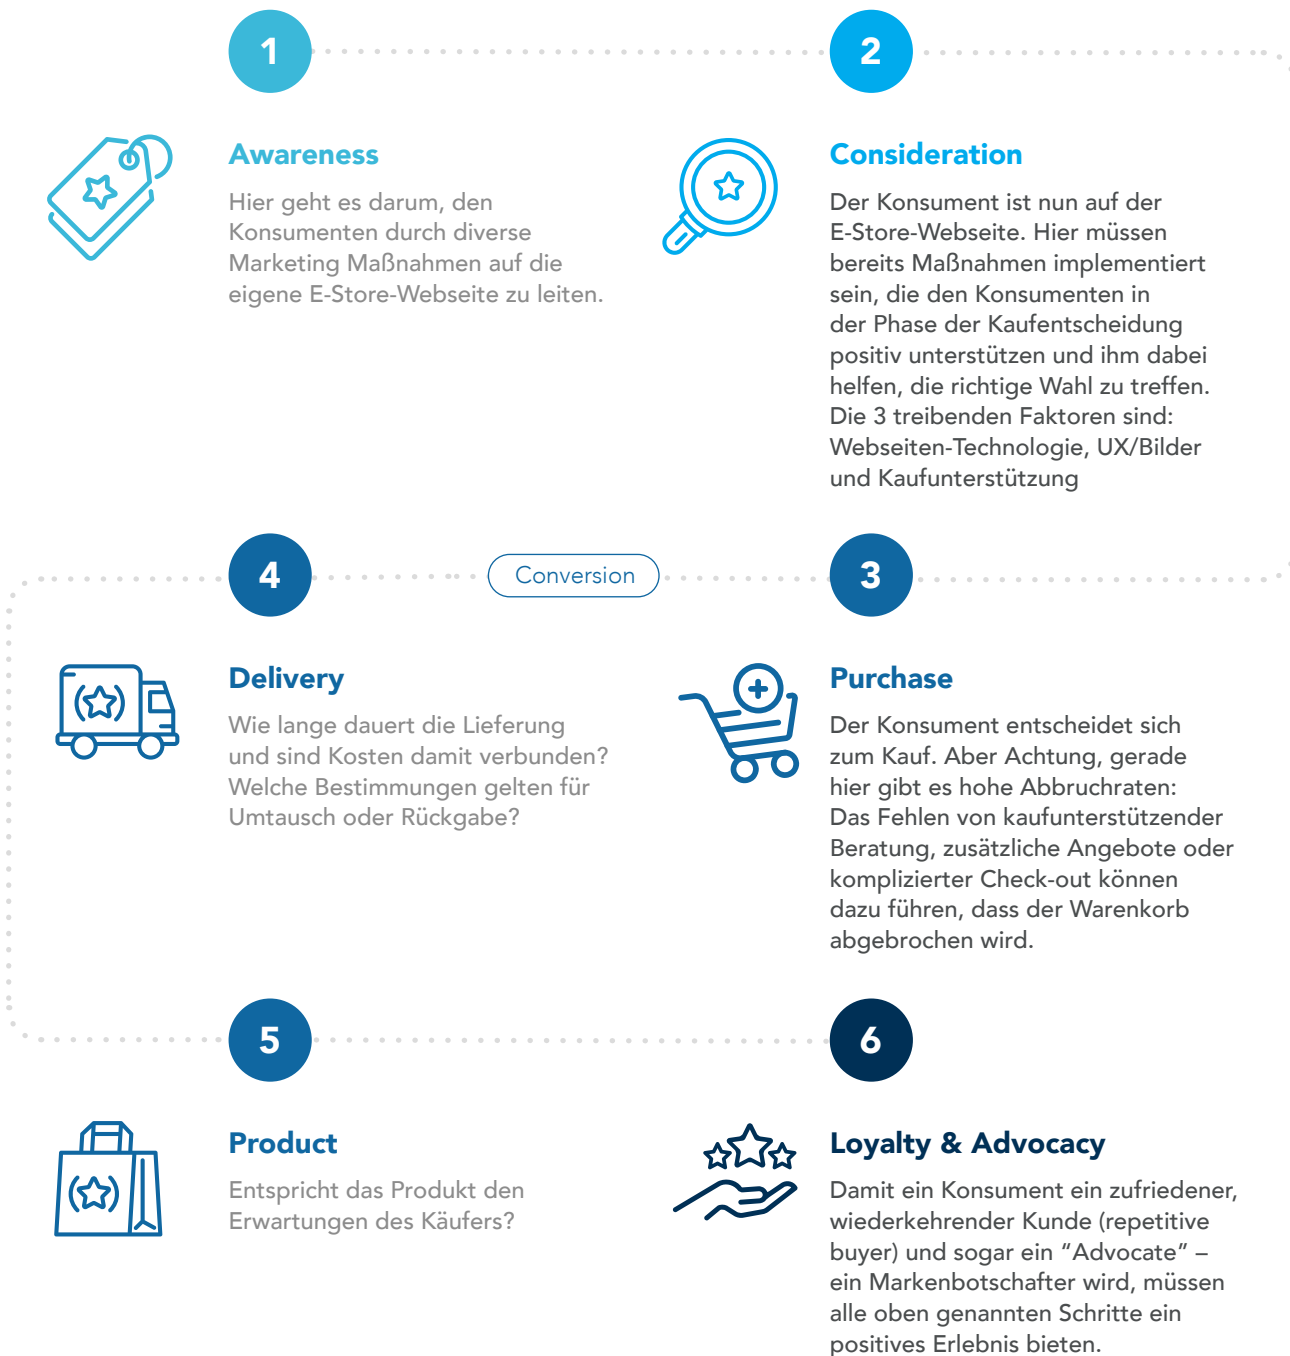 1
Awareness
Hier geht es darum, den
Konsumenten durch diverse
Marketing Maßnahmen auf die
eigene E-Store-Webseite zu leiten.
2
Consideration
Der Konsument ist nun auf der
E-Store-Webseite. Hier müssen
bereits Maßnahmen implementiert
sein, die den Konsumenten in
der Phase der Kaufentscheidung
positiv unterstützen und ihm dabei
helfen, die richtige Wahl zu treffen.
Die 3 treibenden Faktoren sind:
Webseiten-Technologie, UX/Bilder
und Kaufunterstützung
3
Purchase
Der Konsument entscheidet sich
zum Kauf. Aber Achtung, gerade
hier gibt es hohe Abbruchraten:
Das Fehlen von kaufunterstützender
Beratung, zusätzliche Angebote oder
komplizierter Check-out können
dazu führen, dass der Warenkorb
abgebrochen wird.
Conversion
4
Delivery
Wie lange dauert die Lieferung
und sind Kosten damit verbunden?
Welche Bestimmungen gelten für
Umtausch oder Rückgabe?
5
Product
Entspricht das Produkt den
Erwartungen des Käufers?
6
Loyalty & Advocacy
Damit ein Konsument ein zufriedener,
wiederkehrender Kunde (repetitive
buyer) und sogar ein “Advocate” –
ein Markenbotschafter wird, müssen
alle oben genannten Schritte ein
positives Erlebnis bieten.